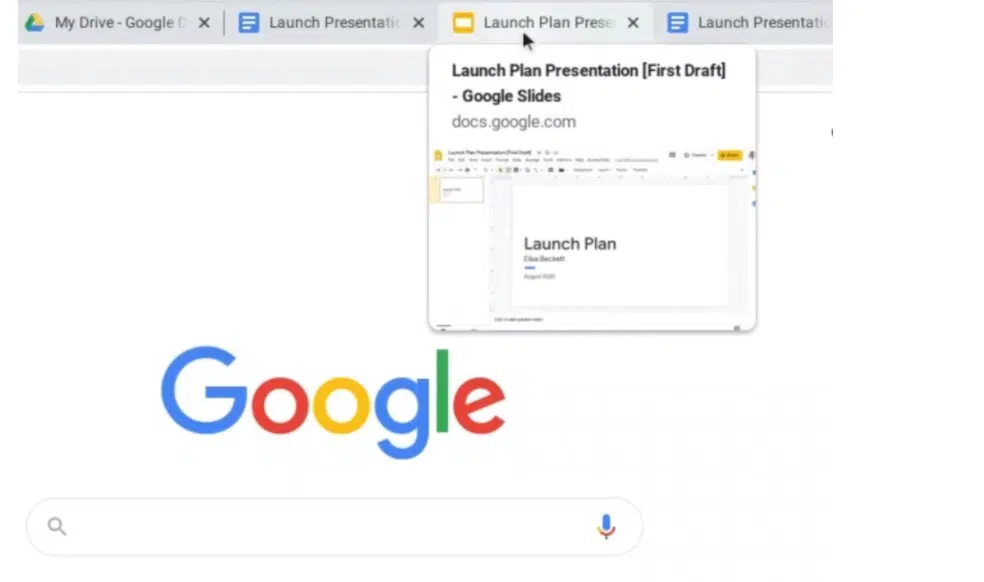 My Drive - Google D
Launch Presentatio
Launch Plan Prese
Launch Presentati
Launch Plan Presentation [First Draft]
- Google Slides
docs.google.com
Launch Plan Presentation [First Draft]
Launch Plan
Elisa Beckett
August 2020
Google